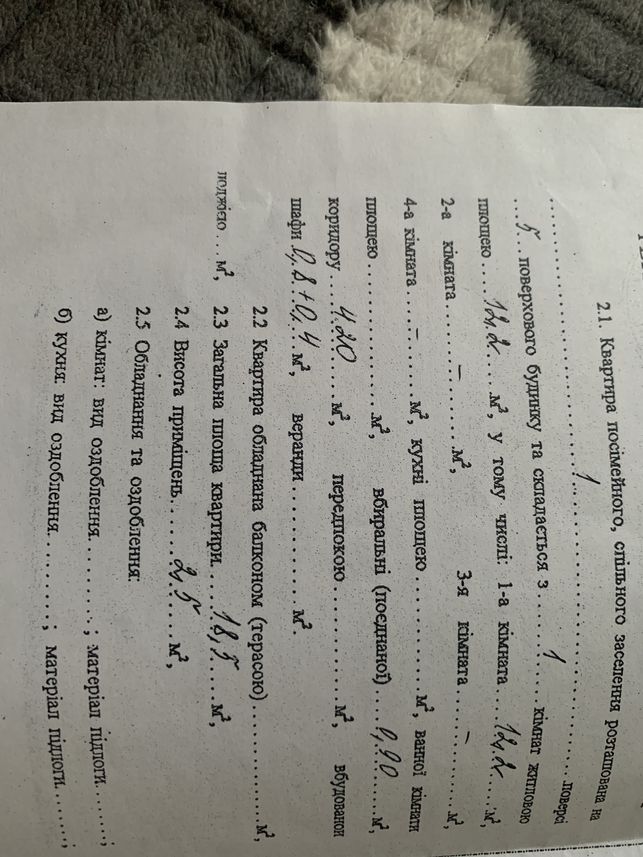 2.1. Квартира посімейного, спільного заселення розташована на
........................1........................поверсі
....5...поверхового будинку та складається з.......1.......кімнат житловою
площею....12,2....м², у тому числі: 1-а кімната....12,2....м²,
2-а кімната.......–.......м², 3-я кімната.......–.......м²,
4-а кімната.....–.....м², кухні площею..............м², ванної кімнати
площею................м², вбиральні (поєднаної)....0,90....м²,
коридору....4.20....м², передпокою............м², вбудованої
шафи 0,8+0,4 м², веранди............м².
2.2 Квартира обладнана балконом (терасою)..............м²,
лоджією....м², 2.3 Загальна площа квартири....18,5....м²,
2.4 Висота приміщень......2,5....м²,
2.5 Обладнання та оздоблення:
а) кімнат: вид оздоблення..........; матеріал підлоги........;
б) кухня: вид оздоблення..........; матеріал підлоги........;